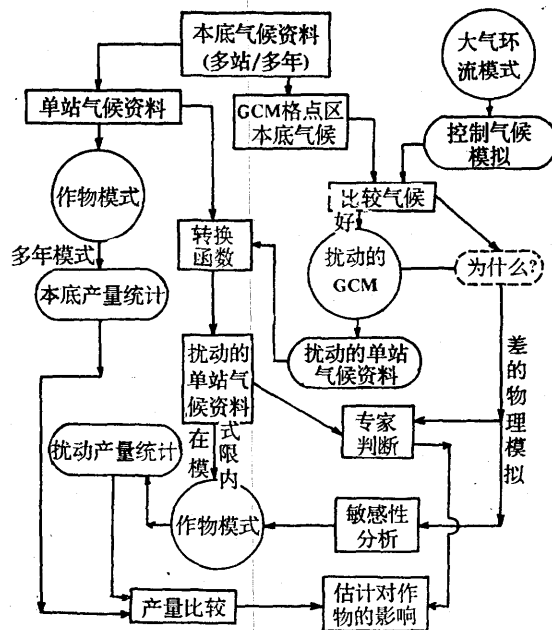 本底气候资料
(多站/多年)
大气环
流模式
单站气候资料
GCM格点区
本底气候
控制气候
模拟
作物模式
比较气候
好
转换
函数
扰动的
GCM
为什么?
多年模式
本底产量统计
扰动的
单站气
候资料
扰动的单站
气候资料
差的物理模拟
专家
判断
在模式限内
扰动产量统计
作物模式
敏感性
分析
产量比较
估计对作
物的影响